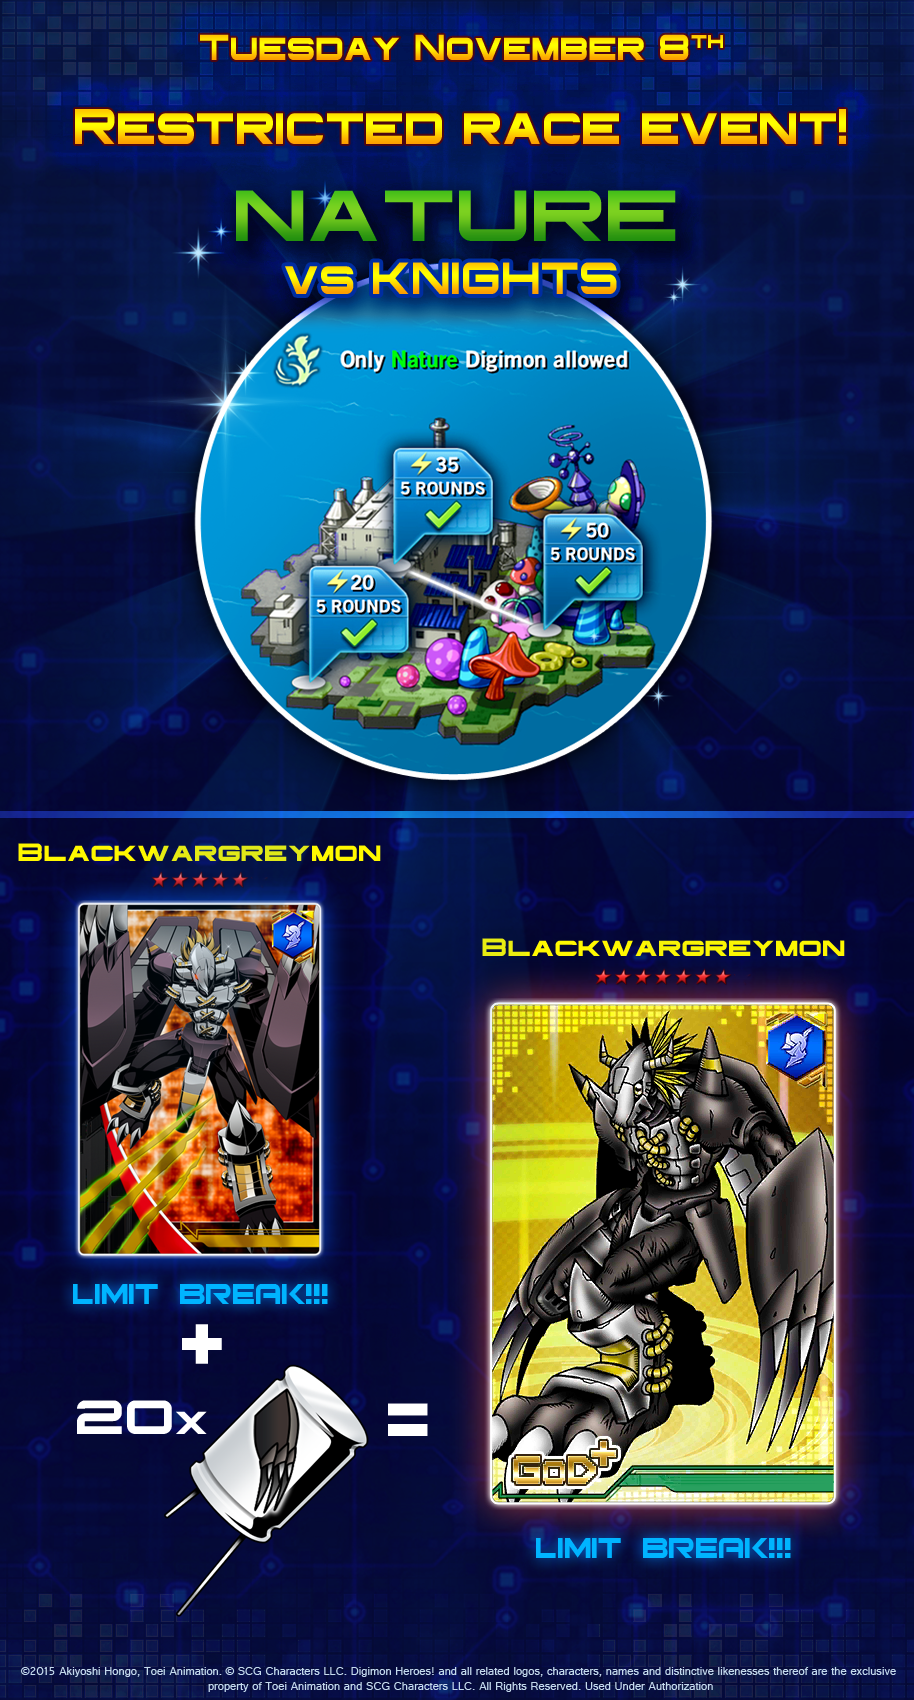 Tuesday November 8TH
Restricted race event!
NATURE
vs KNIGHTS
Only Nature Digimon allowed
35
5 ROUNDS
50
5 ROUNDS
20
5 ROUNDS
Blackwargreymon
Blackwargreymon
LIMIT BREAK!!!
+
20x
=
GOD+
LIMIT BREAK!!!
©2015 Akiyoshi Hongo, Toei Animation. © SCG Characters LLC. Digimon Heroes! and all related logos, characters, names and distinctive likenesses thereof are the exclusive
property of Toei Animation and SCG Characters LLC. All Rights Reserved. Used Under Authorization